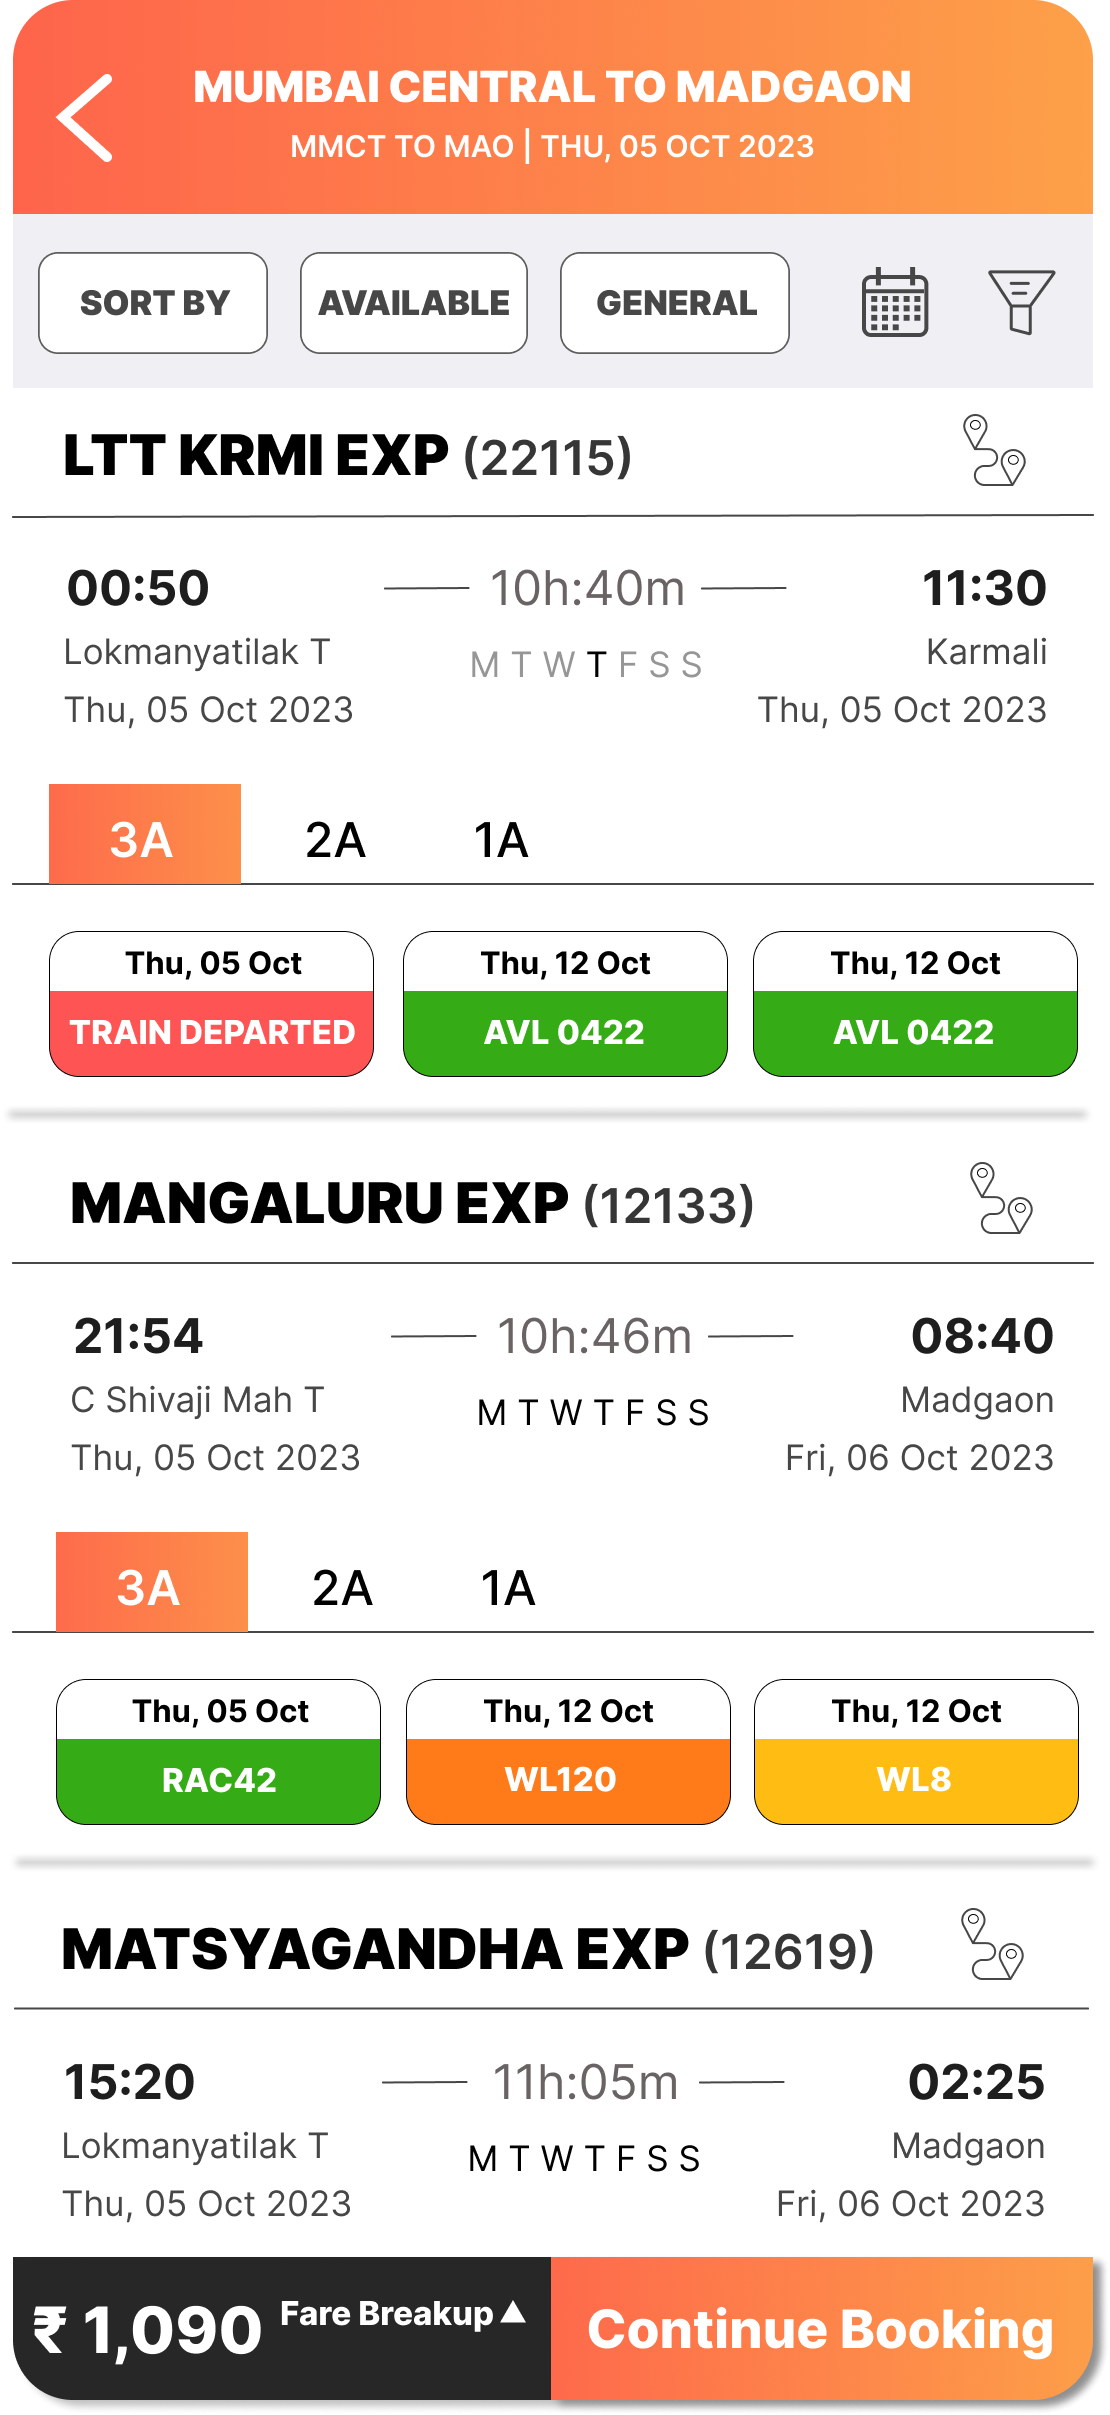 MUMBAI CENTRAL TO MADGAON
MMCT TO MAO | THU, 05 OCT 2023
SORT BY AVAILABLE GENERAL
LTT KRMI EXP (22115)
00:50 10h:40m 11:30
Lokmanyatilak T M T W T F S S Karmali
Thu, 05 Oct 2023 Thu, 05 Oct 2023
3A 2A 1A
Thu, 05 Oct Thu, 12 Oct Thu, 12 Oct
TRAIN DEPARTED AVL 0422 AVL 0422
MANGALURU EXP (12133)
21:54 10h:46m 08:40
C Shivaji Mah T M T W T F S S Madgaon
Thu, 05 Oct 2023 Fri, 06 Oct 2023
3A 2A 1A
Thu, 05 Oct Thu, 12 Oct Thu, 12 Oct
RAC42 WL120 WL8
MATSYAGANDHA EXP (12619)
15:20 11h:05m 02:25
Lokmanyatilak T M T W T F S S Madgaon
Thu, 05 Oct 2023 Fri, 06 Oct 2023
₹ 1,090 Fare Breakup▲ Continue Booking